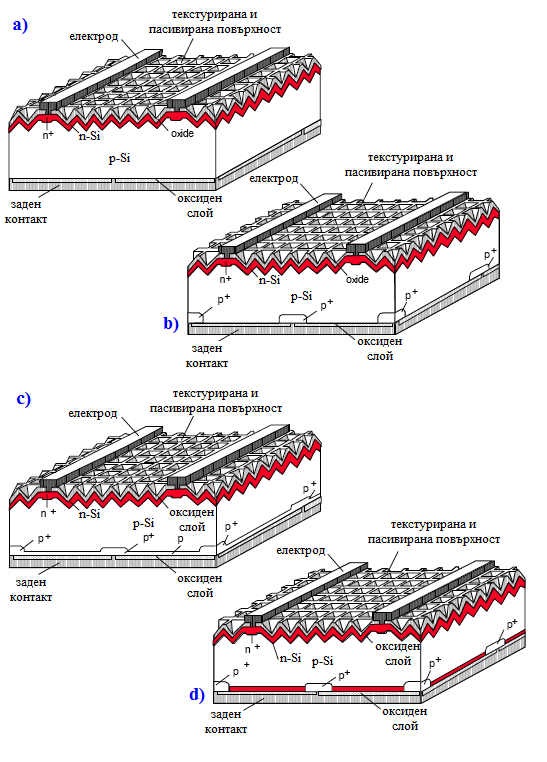 a)
текстурирана и
пасивирана повърхност
електрод
n+
n-Si
oxide
p-Si
заден
контакт
оксиден
слой
b)
текстурирана и
пасивирана повърхност
електрод
n+
n-Si
oxide
p+
p-Si
p+
p+
p+
заден
контакт
оксиден
слой
c)
текстурирана и
пасивирана повърхност
електрод
n +
n-Si
p-Si
оксиден
слой
p+
p+
p
p+
p+
заден
контакт
оксиден
слой
d)
текстурирана и
пасивирана повърхност
електрод
n +
n-Si
p-Si
оксиден
слой
p +
p+
p+
p+
заден
контакт
оксиден
слой